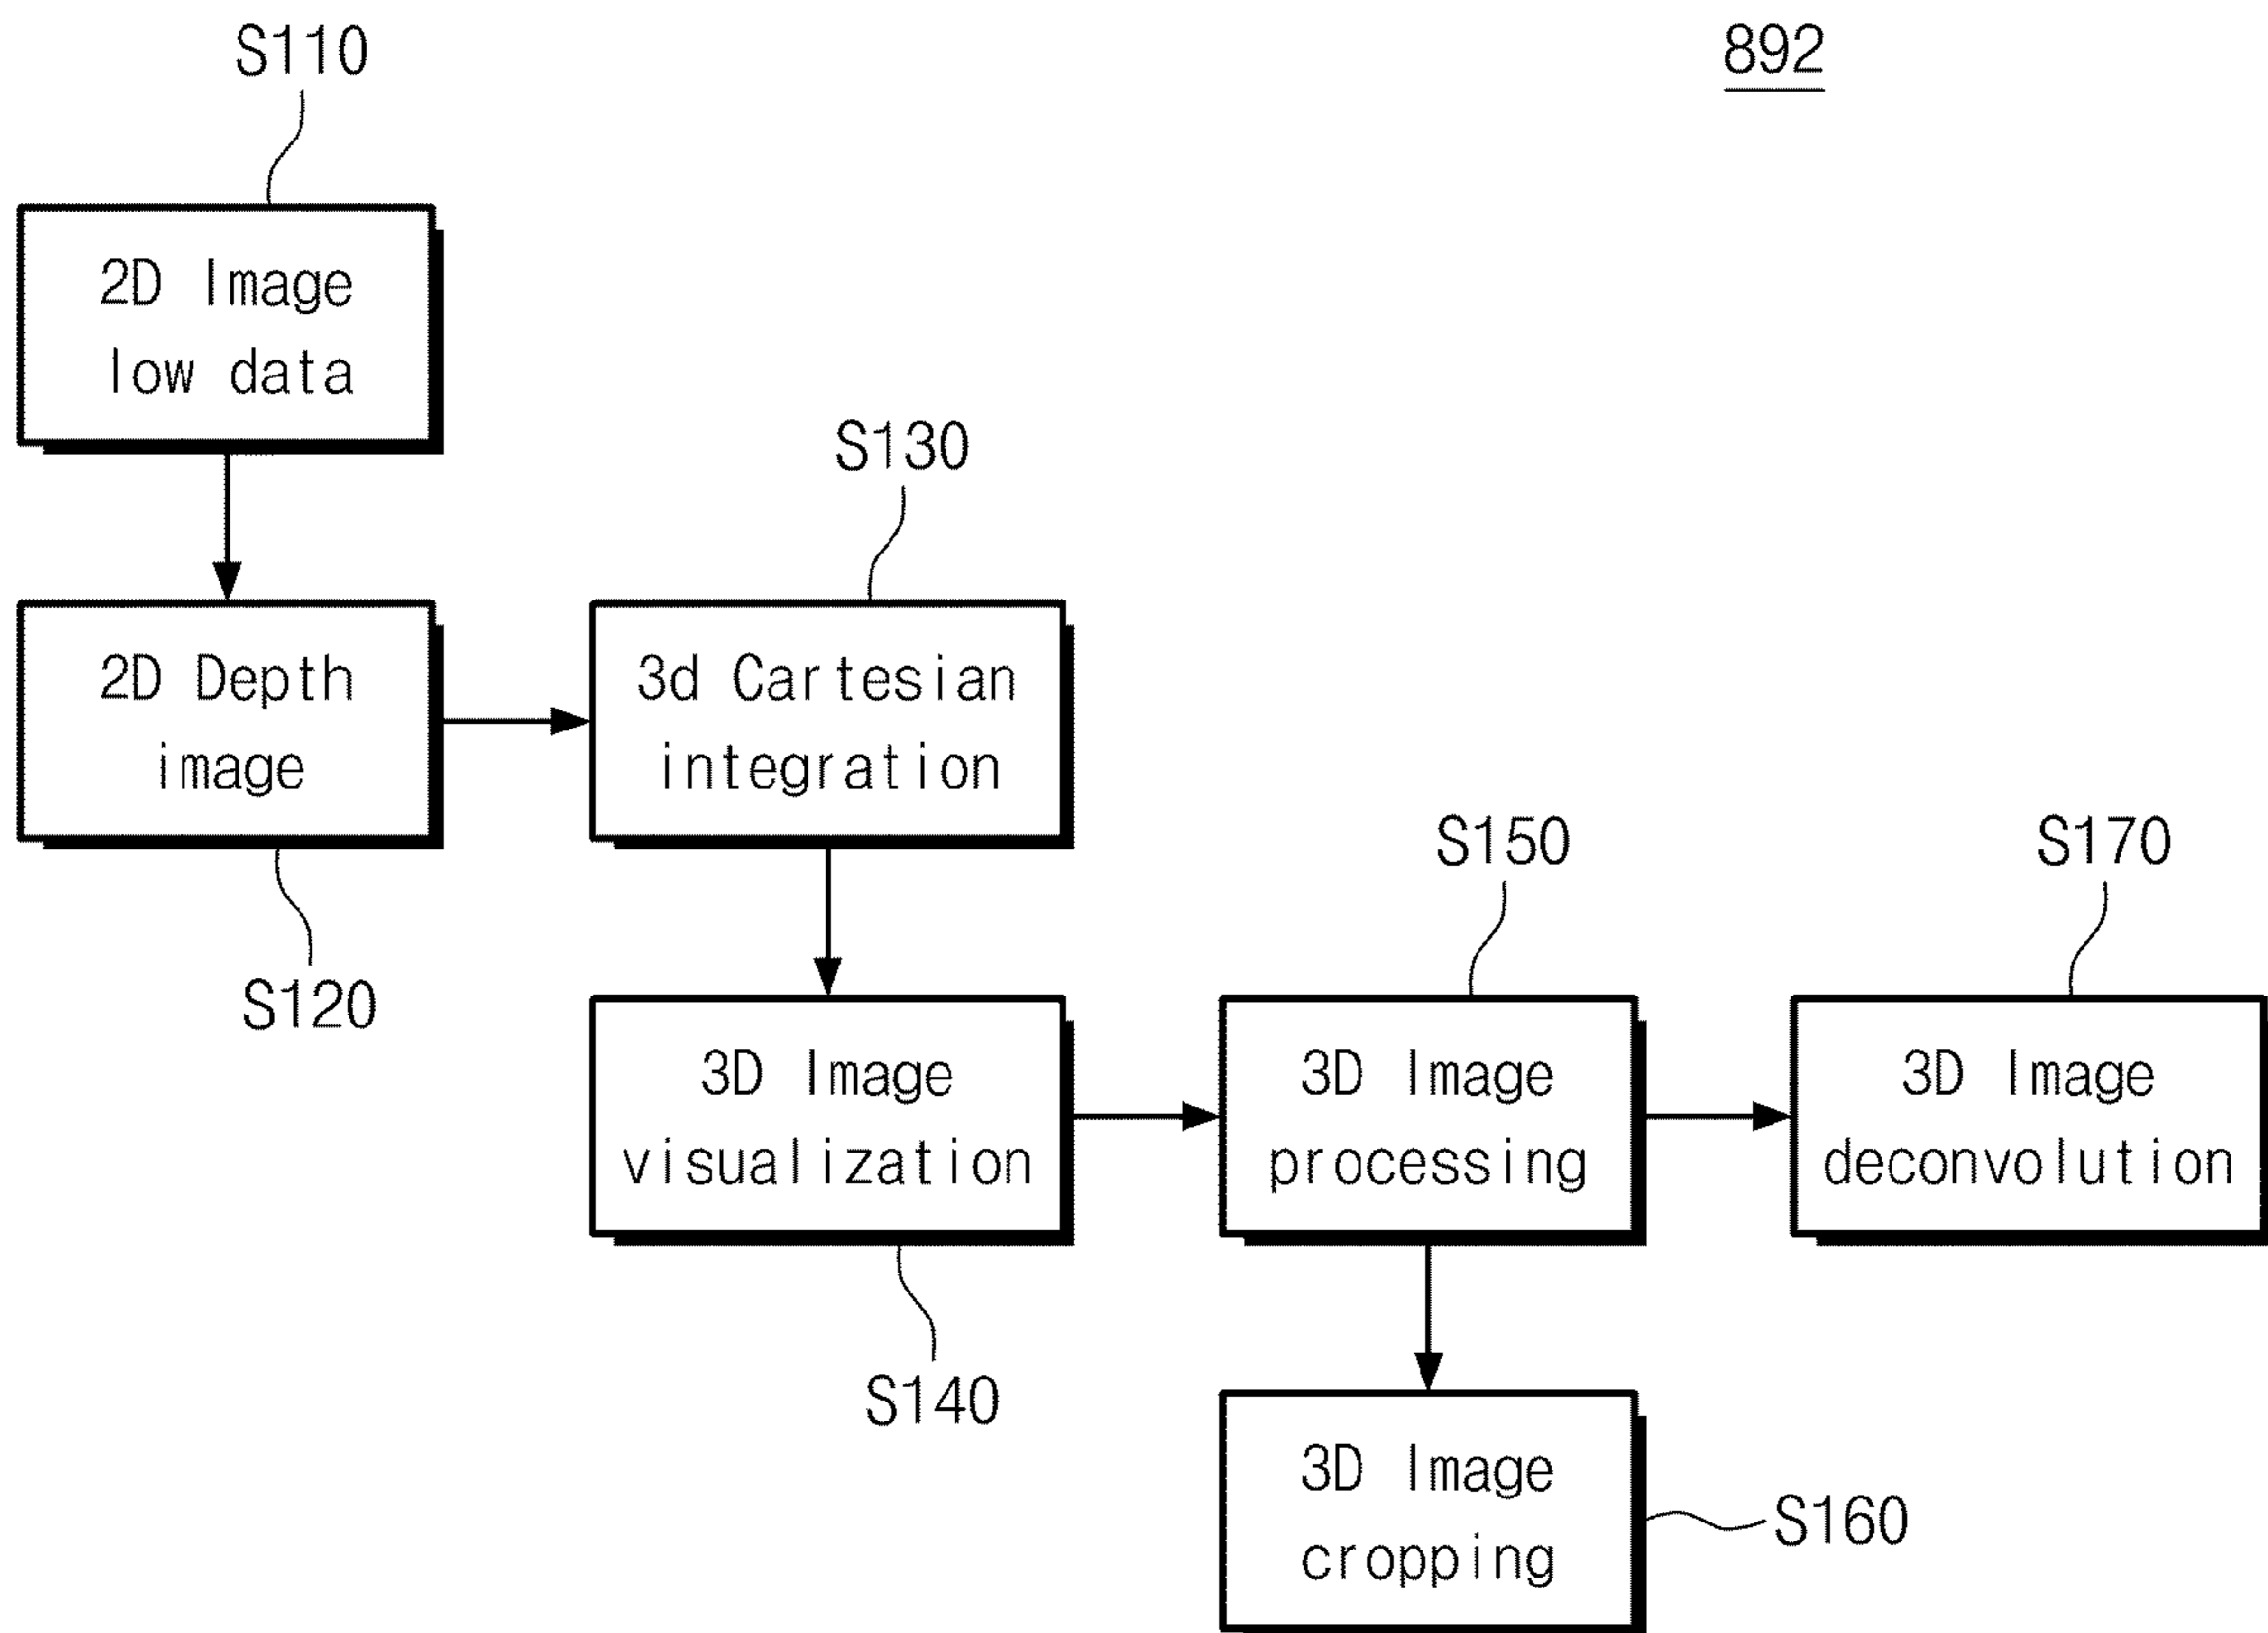 S110
892
2D Image
low data
S130
2D Depth
image
3d Cartesian
integration
S120
S150
S170
3D Image
visualization
3D Image
processing
3D Image
deconvolution
S140
3D Image
cropping
S160